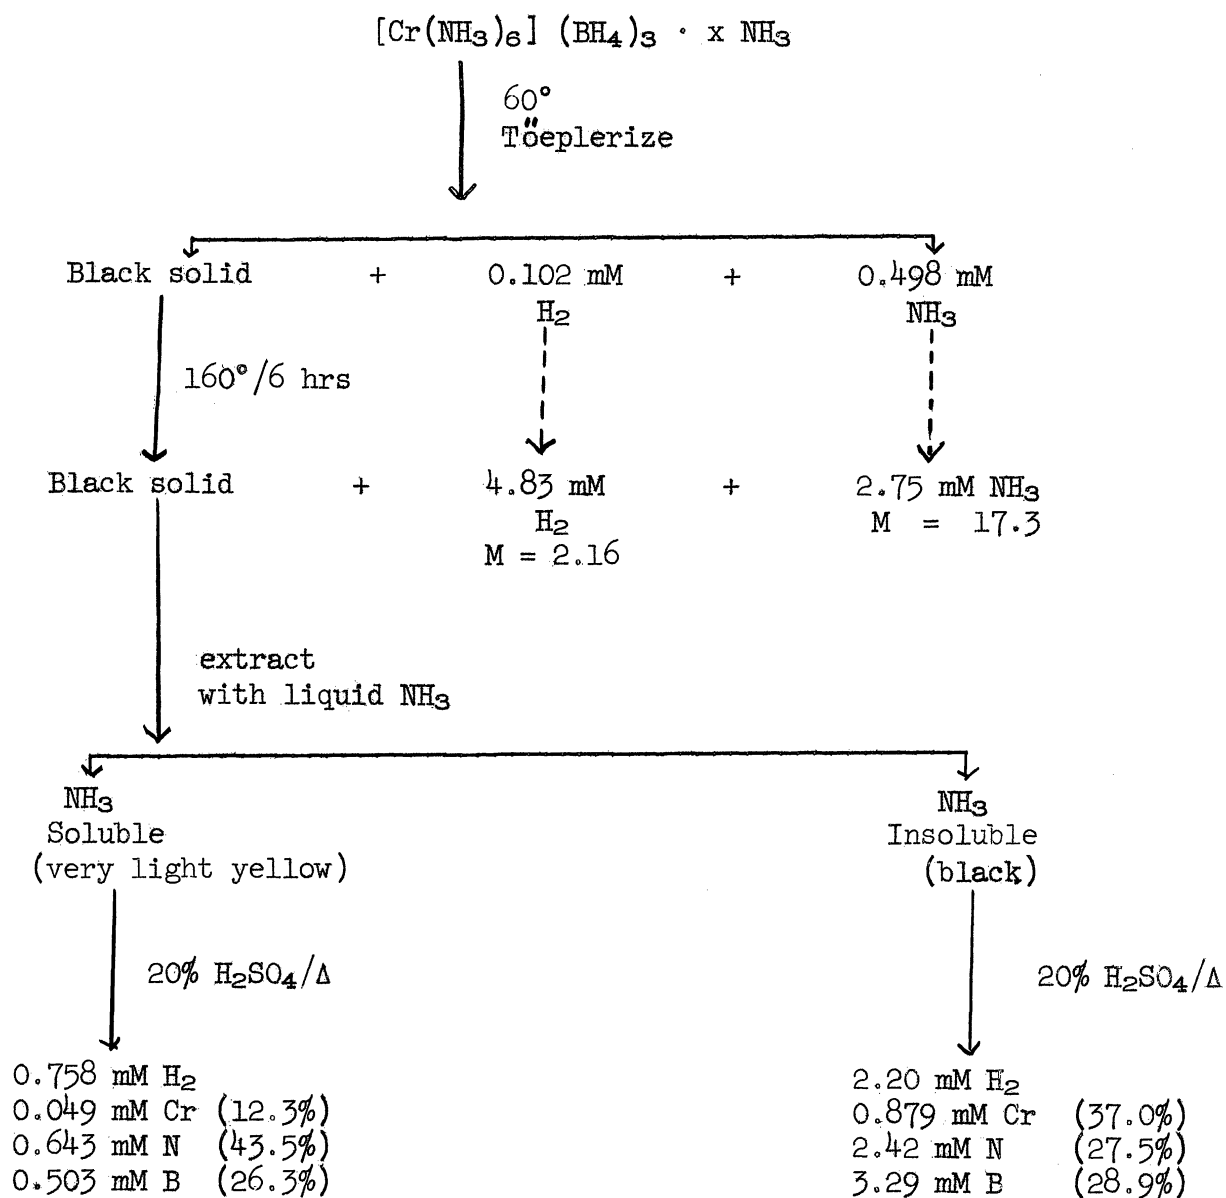 [Cr(NH₃)₆] (BH₄)₃ · x NH₃
60°
Töeplerize
Black solid + 0.102 mM H₂ + 0.498 mM NH₃
160°/6 hrs
Black solid + 4.83 mM H₂ M = 2.16 + 2.75 mM NH₃ M = 17.3
extract
with liquid NH₃
NH₃
Soluble
(very light yellow)
NH₃
Insoluble
(black)
20% H₂SO₄/Δ
20% H₂SO₄/Δ
0.758 mM H₂
0.049 mM Cr (12.3%)
0.643 mM N (43.5%)
0.503 mM B (26.3%)
2.20 mM H₂
0.879 mM Cr (37.0%)
2.42 mM N (27.5%)
3.29 mM B (28.9%)